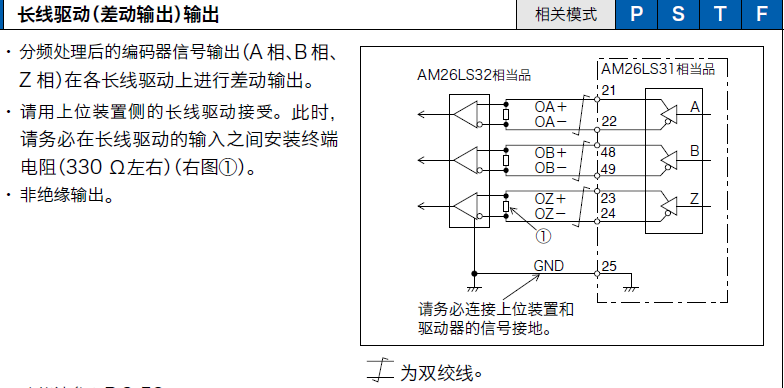 长线驱动(差动输出)输出
相关模式 P S T F
・分频处理后的编码器信号输出(A 相、B 相、
Z 相)在各长线驱动上进行差动输出。
・请用上位装置侧的长线驱动接受。此时,
请务必在长线驱动的输入之间安装终端
电阻(330 Ω左右)(右图①)。
・非绝缘输出。
AM26LS32相当品
AM26LS31相当品
OA+ 21 A
OA- 22
OB+ 48 B
OB- 49
OZ+ 23 Z
OZ- 24
①
GND 25
请务必连接上位装置和
驱动器的信号接地。
为双绞线。